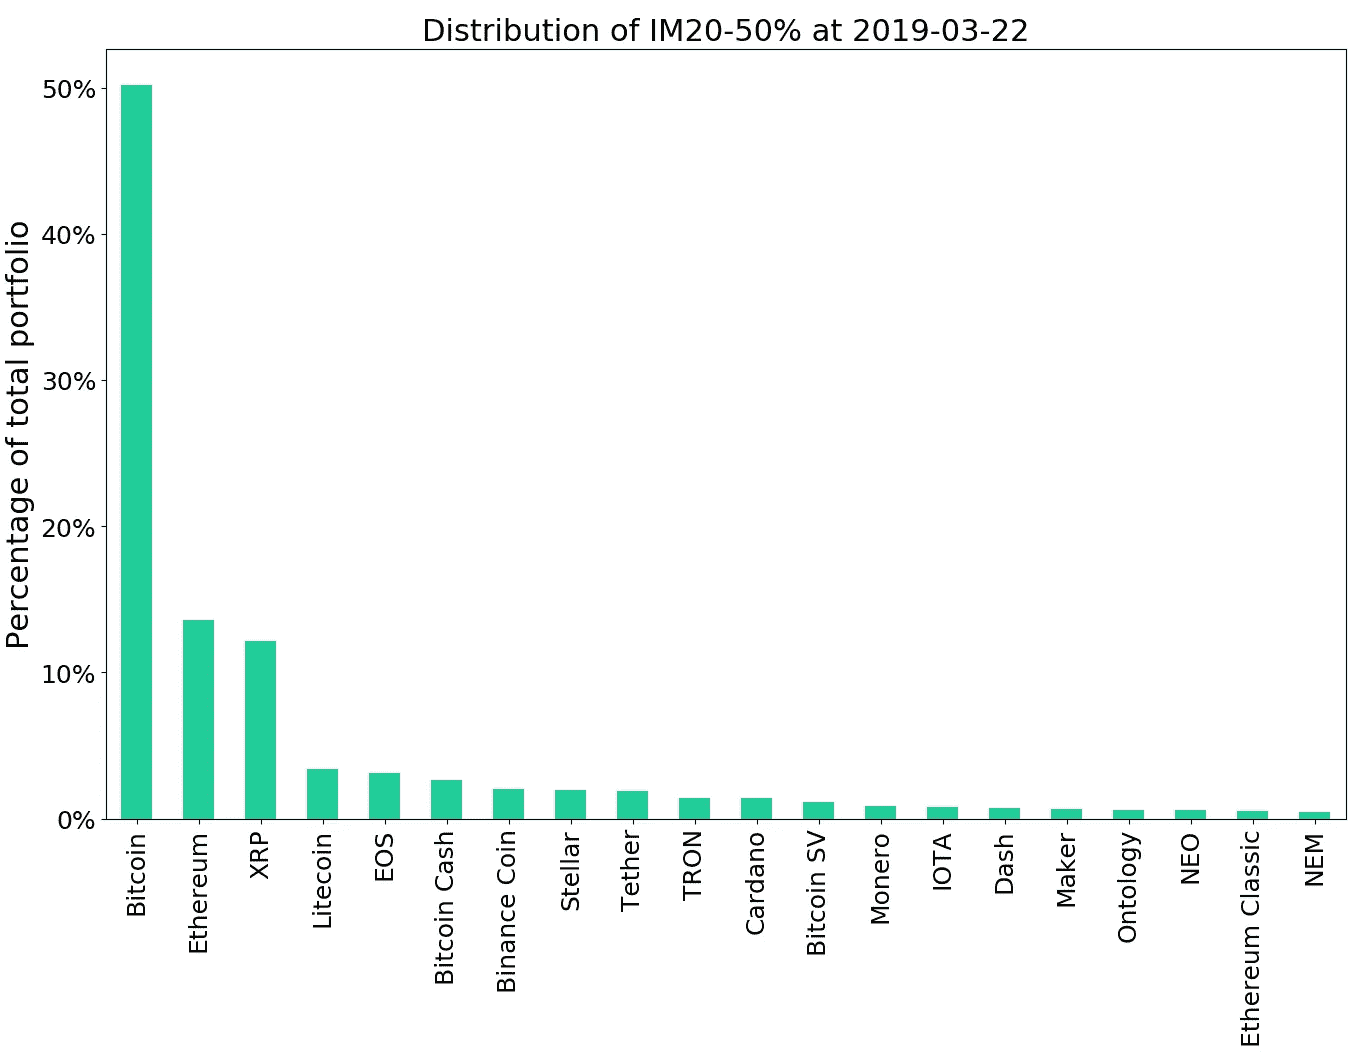 Distribution of IM20-50% at 2019-03-22
Percentage of total portfolio
50%
40%
30%
20%
10%
0%
Bitcoin
Ethereum
XRP
Litecoin
EOS
Bitcoin Cash
Binance Coin
Stellar
Tether
TRON
Cardano
Bitcoin SV
Monero
IOTA
Dash
Maker
Ontology
NEO
Ethereum Classic
NEM